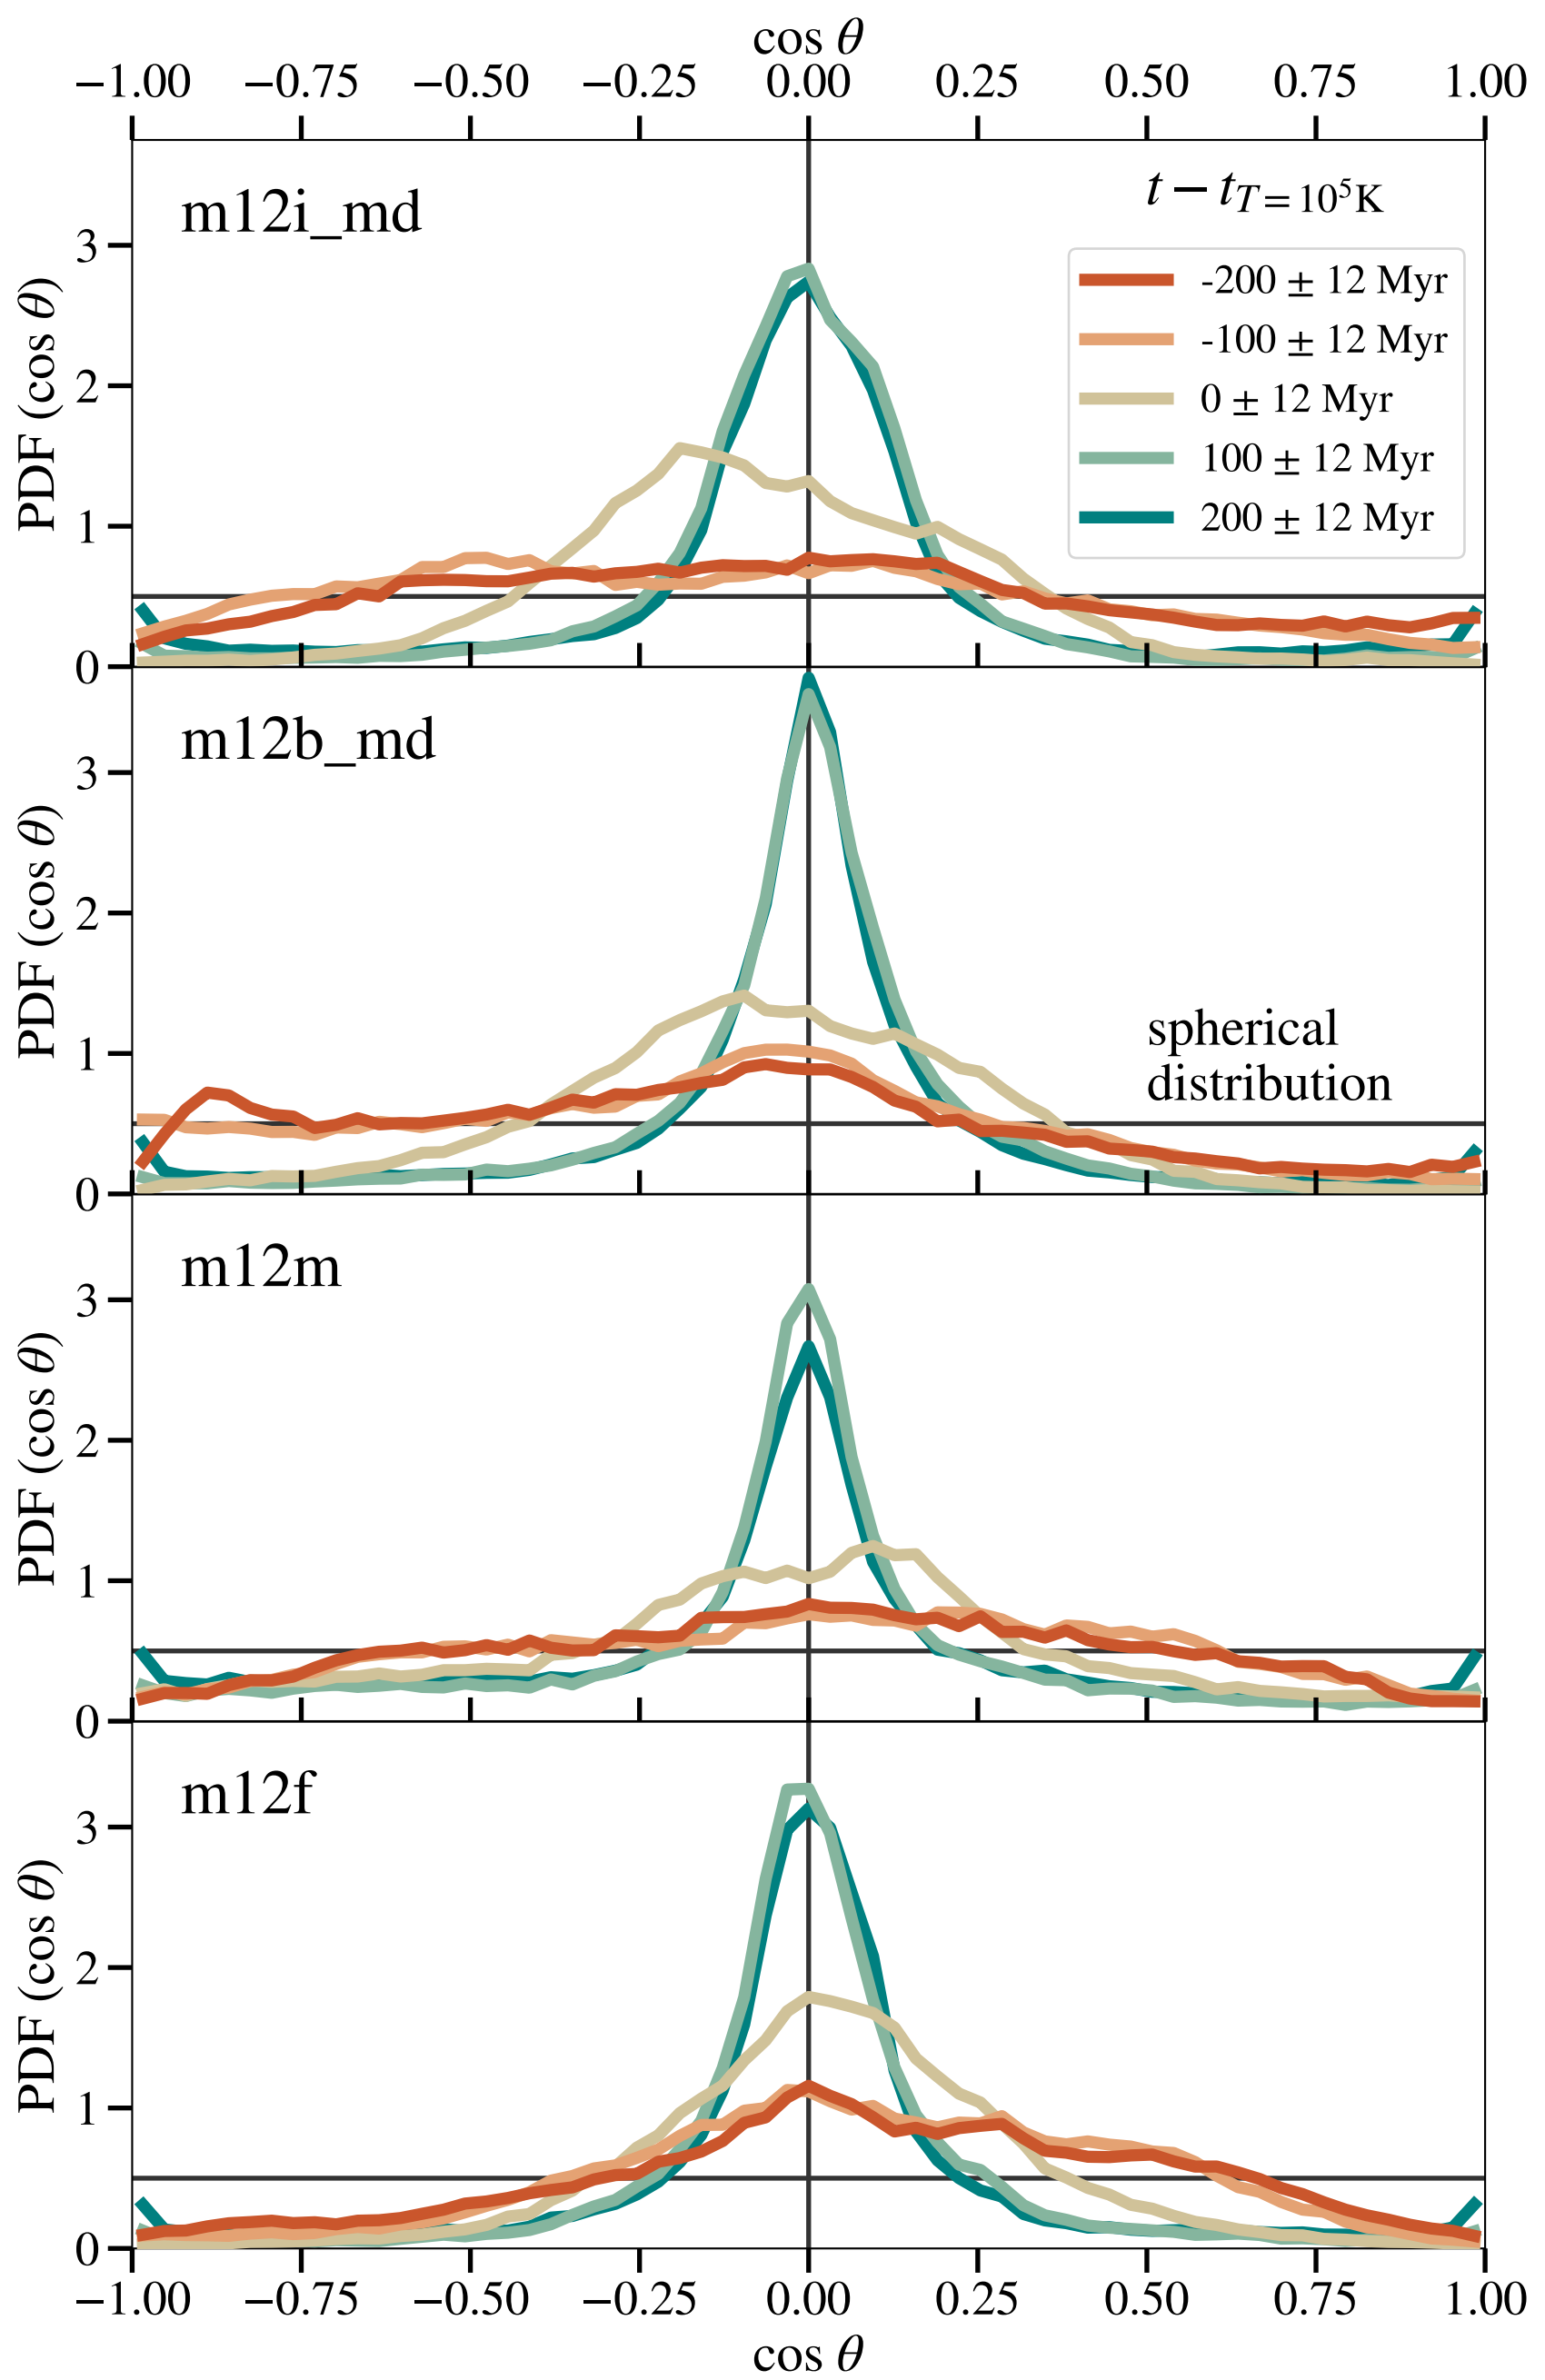 cos θ
−1.00 −0.75 −0.50 −0.25 0.00 0.25 0.50 0.75 1.00
m12i_md
t − t_{T = 10^5 K}
-200 ± 12 Myr
-100 ± 12 Myr
0 ± 12 Myr
100 ± 12 Myr
200 ± 12 Myr
3
2
1
0
PDF (cos θ)
m12b_md
3
2
1
0
PDF (cos θ)
spherical
distribution
m12m
3
2
1
0
PDF (cos θ)
m12f
3
2
1
0
PDF (cos θ)
−1.00 −0.75 −0.50 −0.25 0.00 0.25 0.50 0.75 1.00
cos θ